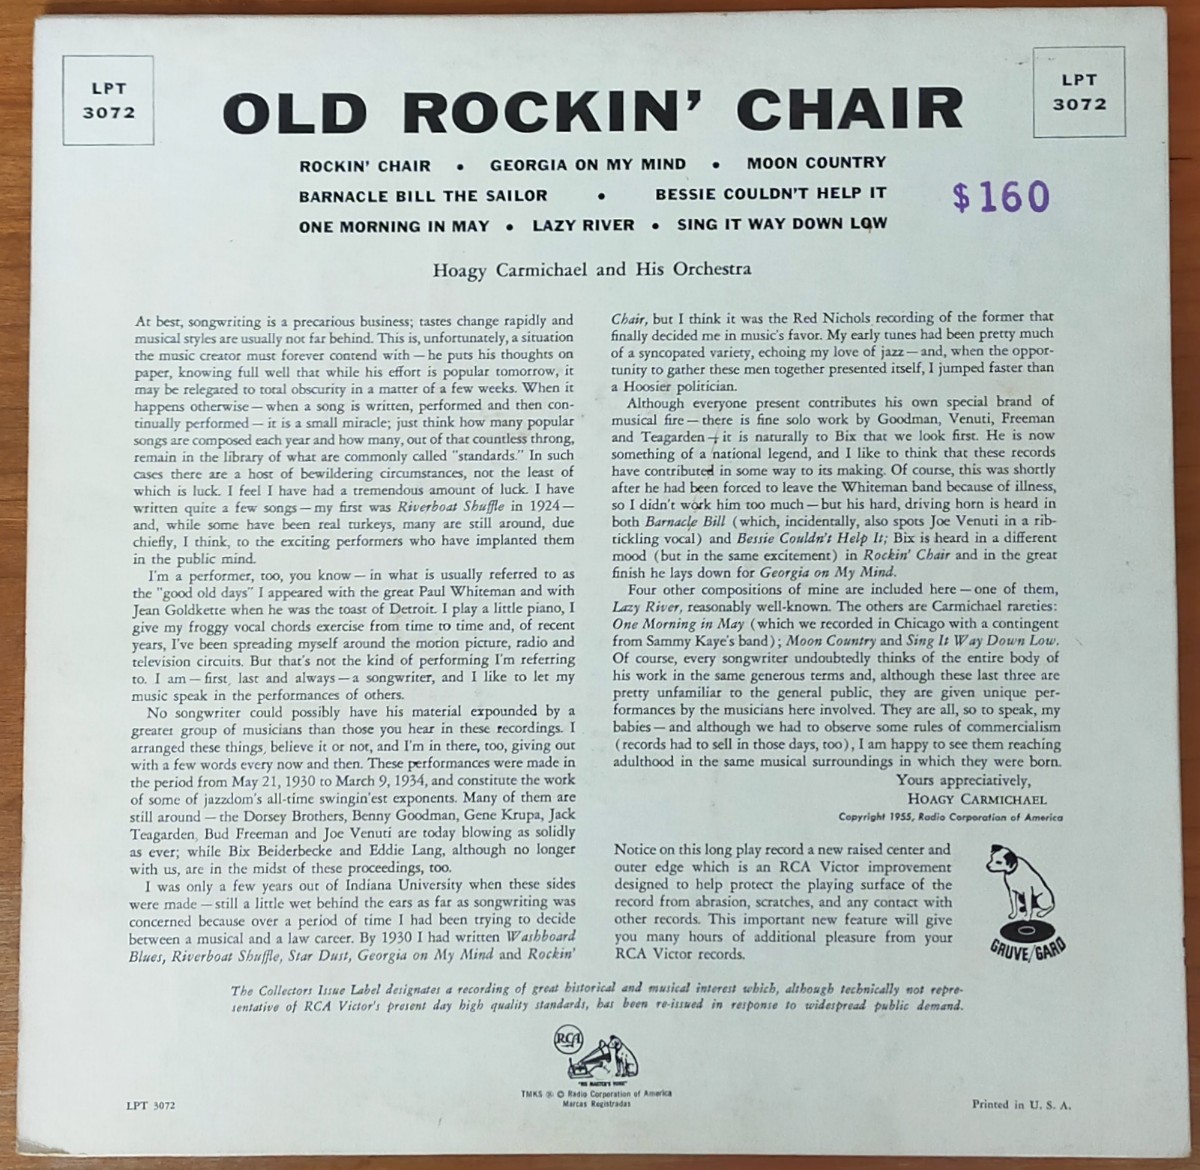 LPT
3072
OLD ROCKIN' CHAIR
LPT
3072
ROCKIN' CHAIR • GEORGIA ON MY MIND • MOON COUNTRY
BARNACLE BILL THE SAILOR • BESSIE COULDN'T HELP IT
ONE MORNING IN MAY • LAZY RIVER • SING IT WAY DOWN LOW
$160
Hoagy Carmichael and His Orchestra
At best, songwriting is a precarious business; tastes change rapidly and
musical styles are usually not far behind. This is, unfortunately, a situation
the music creator must forever contend with — he puts his thoughts on
paper, knowing full well that while his effort is popular tomorrow, it
may be relegated to total obscurity in a matter of a few weeks. When it
happens otherwise — when a song is written, performed and then con-
tinually performed — it is a small miracle; just think how many popular
songs are composed each year and how many, out of that countless throng,
remain in the library of what are commonly called "standards." In such
cases there are a host of bewildering circumstances, not the least of
which is luck. I feel I have had a tremendous amount of luck. I have
written quite a few songs — my first was Riverboat Shuffle in 1924 —
and, while some have been real turkeys, many are still around, due
chiefly, I think, to the exciting performers who have implanted them
in the public mind.
I'm a performer, too, you know — in what is usually referred to as
the "good old days" I appeared with the great Paul Whiteman and with
Jean Goldkette when he was the toast of Detroit. I play a little piano, I
give my froggy vocal chords exercise from time to time and, of recent
years, I've been spreading myself around the motion picture, radio and
television circuits. But that's not the kind of performing I'm referring
to. I am — first, last and always — a songwriter, and I like to let my
music speak in the performances of others.
No songwriter could possibly have his material expounded by a
greater group of musicians than those you hear in these recordings. I
arranged these things, believe it or not, and I'm in there, too, giving out
with a few words every now and then. These performances were made in
the period from May 21, 1930 to March 9, 1934, and constitute the work
of some of jazzdom's all-time swingin'est exponents. Many of them are
still around — the Dorsey Brothers, Benny Goodman, Gene Krupa, Jack
Teagarden, Bud Freeman and Joe Venuti are today blowing as solidly
as ever; while Bix Beiderbecke and Eddie Lang, although no longer
with us, are in the midst of these proceedings, too.
I was only a few years out of Indiana University when these sides
were made — still a little wet behind the ears as far as songwriting was
concerned because over a period of time I had been trying to decide
between a musical and a law career. By 1930 I had written Washboard
Blues, Riverboat Shuffle, Star Dust, Georgia on My Mind and Rockin'
Chair, but I think it was the Red Nichols recording of the former that
finally decided me in music's favor. My early tunes had been pretty much
of a syncopated variety, echoing my love of jazz — and, when the oppor-
tunity to gather these men together presented itself, I jumped faster than
a Hoosier politician.
Although everyone present contributes his own special brand of
musical fire — there is fine solo work by Goodman, Venuti, Freeman
and Teagarden — it is naturally to Bix that we look first. He is now
something of a national legend, and I like to think that these records
have contributed in some way to its making. Of course, this was shortly
after he had been forced to leave the Whiteman band because of illness,
so I didn't work him too much — but his hard, driving horn is heard in
both Barnacle Bill (which, incidentally, also spots Joe Venuti in a rib-
tickling vocal) and Bessie Couldn't Help It; Bix is heard in a different
mood (but in the same excitement) in Rockin' Chair and in the great
finish he lays down for Georgia on My Mind.
Four other compositions of mine are included here — one of them,
Lazy River, reasonably well-known. The others are Carmichael rareties:
One Morning in May (which we recorded in Chicago with a contingent
from Sammy Kaye's band); Moon Country and Sing It Way Down Low.
Of course, every songwriter undoubtedly thinks of the entire body of
his work in the same generous terms and, although these last three are
pretty unfamiliar to the general public, they are given unique per-
formances by the musicians here involved. They are all, so to speak, my
babies — and although we had to observe some rules of commercialism
(records had to sell in those days, too), I am happy to see them reaching
adulthood in the same musical surroundings in which they were born.
Yours appreciatively,
HOAGY CARMICHAEL
Copyright 1955, Radio Corporation of America
Notice on this long play record a new raised center and
outer edge which is an RCA Victor improvement
designed to help protect the playing surface of the
record from abrasion, scratches, and any contact with
other records. This important new feature will give
you many hours of additional pleasure from your
RCA Victor records.
GRUVE/GARD
The Collectors Issue Label designates a recording of great historical and musical interest which, although technically not repre-
sentative of RCA Victor's present day high quality standards, has been re-issued in response to widespread public demand.
RCA
"HIS MASTER'S VOICE"
TMKS ® © Radio Corporation of America
Marcas Registradas
LPT 3072
Printed in U. S. A.